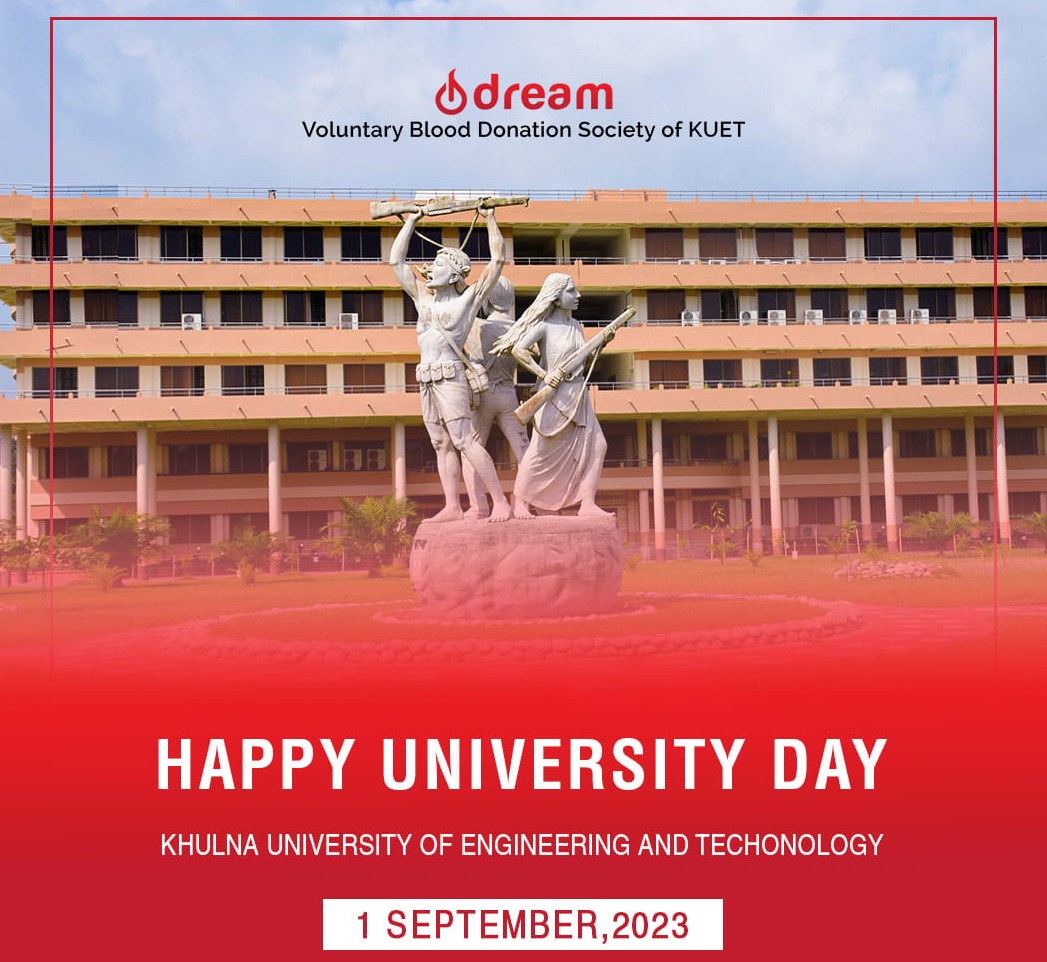 dream
Voluntary Blood Donation Society of KUET
HAPPY UNIVERSITY DAY
KHULNA UNIVERSITY OF ENGINEERING AND TECHONOLOGY
1 SEPTEMBER,2023